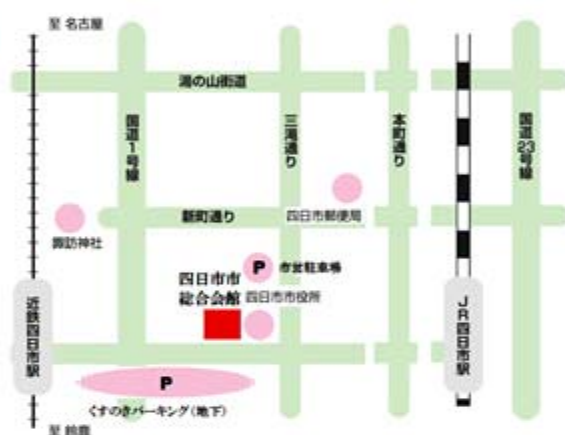 至 名古屋
湯の山街道
国道1号線
三滝通り
本町通り
国道23号線
新町通り
四日市郵便局
諏訪神社
P
市営駐車場
四日市市
総合会館
四日市市役所
近鉄四日市駅
JR四日市駅
P
くすのきパーキング(地下)
至 鈴鹿